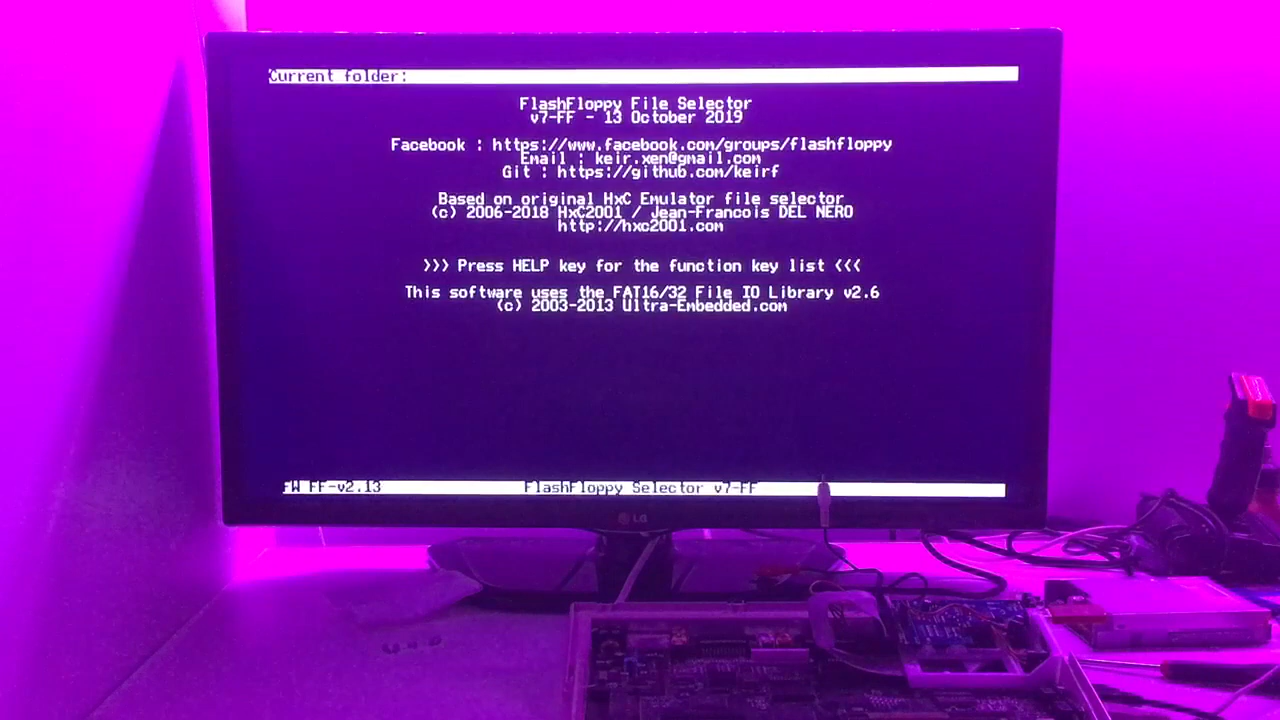 Current folder:
FlashFloppy File Selector
v7-FF - 13 October 2019
Facebook : https://www.facebook.com/groups/flashfloppy
Email : keir.xen@gmail.com
Git : https://github.com/keirf
Based on original HxC Emulator file selector
(c) 2006-2018 HxC2001 / Jean-Francois DEL NERO
http://hxc2001.com
>>> Press HELP key for the function key list <<<
This software uses the FAT16/32 File IO Library v2.6
(c) 2003-2013 Ultra-Embedded.com
FW FF-v2.13 FlashFloppy Selector v7-FF
LG